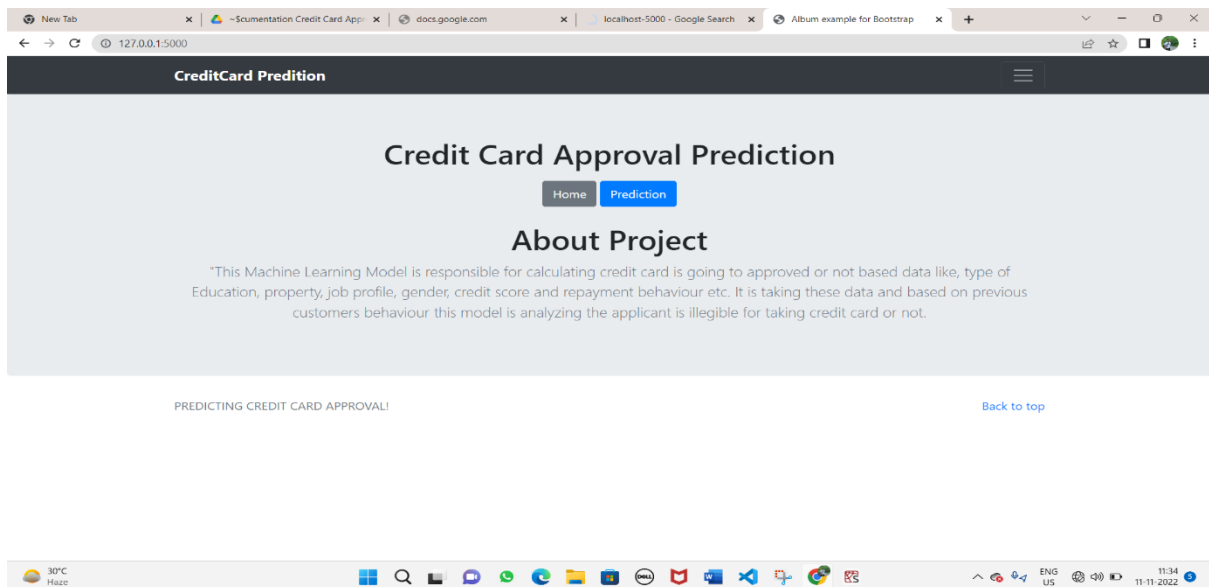 New Tab
~$cumentation Credit Card Appr
docs.google.com
localhost-5000 - Google Search
Album example for Bootstrap
127.0.0.1:5000
CreditCard Predition
Credit Card Approval Prediction
Home Prediction
About Project
"This Machine Learning Model is responsible for calculating credit card is going to approved or not based data like, type of
Education, property, job profile, gender, credit score and repayment behaviour etc. It is taking these data and based on previous
customers behaviour this model is analyzing the applicant is illegible for taking credit card or not.
PREDICTING CREDIT CARD APPROVAL!
Back to top
30°C
Haze
DELL
W
ENG
US
11:34
11-11-2022
5